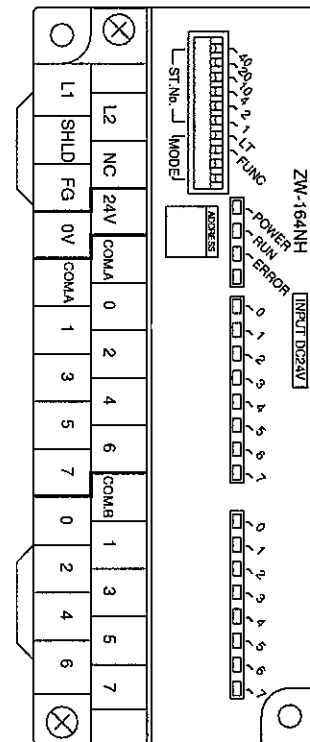 ZW-164NH
INPUT DC24V
40
20
10
4
2
1
LT
FUNC
ST.No.
MODE
POWER
RUN
ERROR
ADDRESS
0
1
2
3
4
5
6
7
0
1
2
3
4
5
6
7
L2
NC
24V
COM.A
0
2
4
6
COM.B
1
3
5
7
L1
SHLD
FG
0V
COM.A
1
3
5
7
0
2
4
6